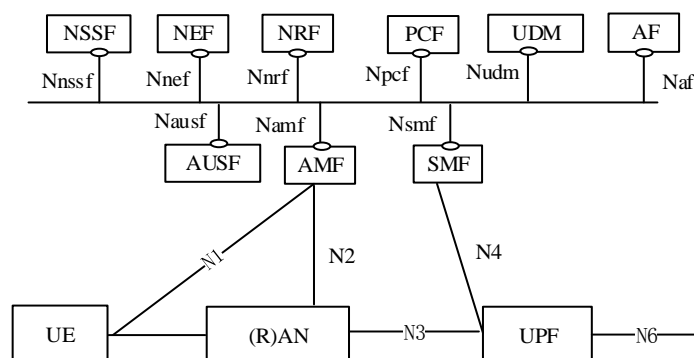 NSSF NEF NRF PCF UDM AF
Nnssf Nnef Nnrf Npcf Nudm Naf
Nausf Namf Nsmf
AUSF AMF SMF
N1 N2 N4
UE (R)AN N3 UPF N6